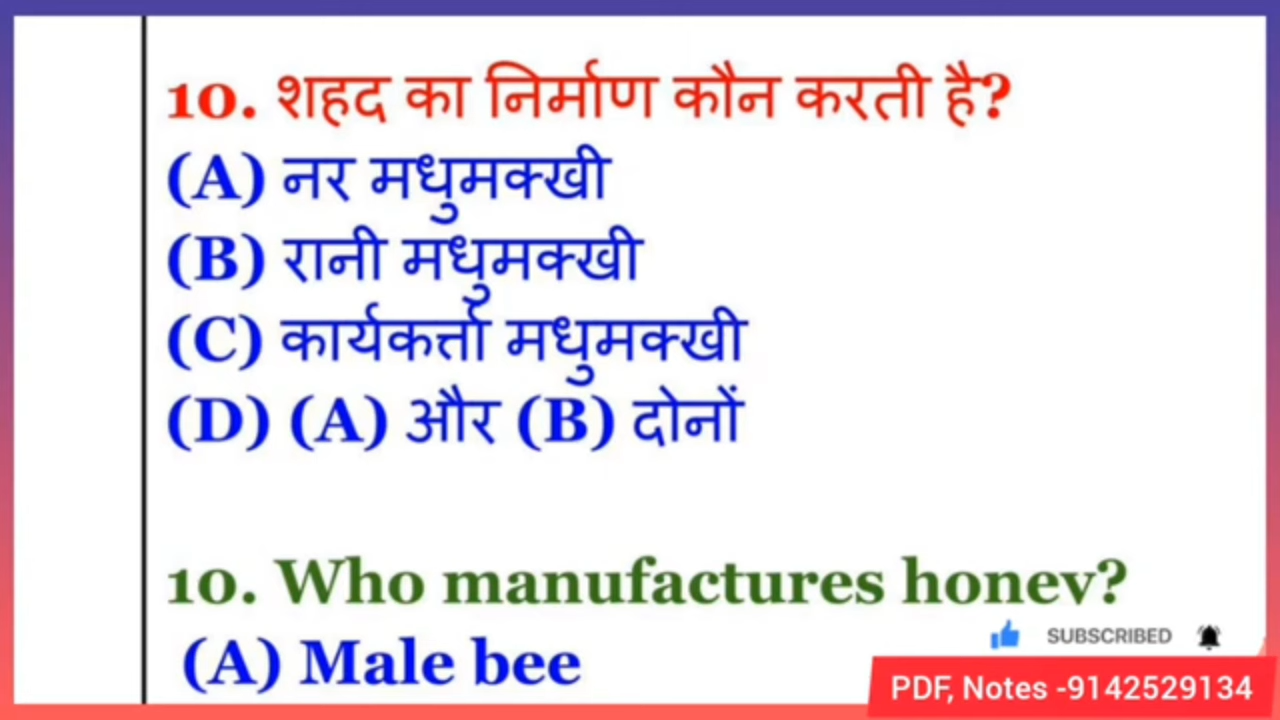 10. शहद का निर्माण कौन करती है?
(A) नर मधुमक्खी
(B) रानी मधुमक्खी
(C) कार्यकर्त्ता मधुमक्खी
(D) (A) और (B) दोनों
10. Who manufactures honey?
(A) Male bee
SUBSCRIBED
PDF, Notes -9142529134